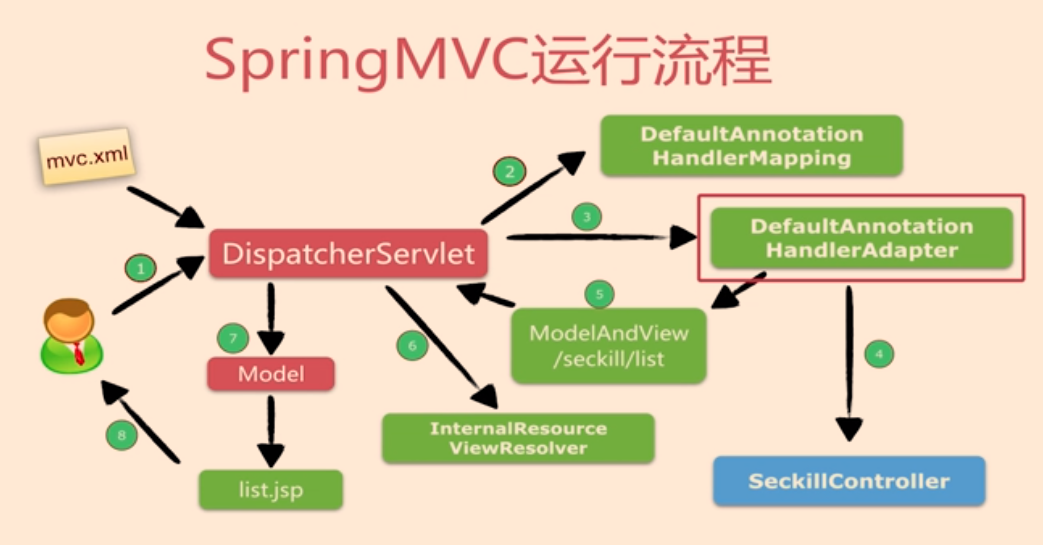 SpringMVC运行流程
mvc.xml
DefaultAnnotation
HandlerMapping
2
3
DefaultAnnotation
HandlerAdapter
DispatcherServlet
1
5
ModelAndView
/seckill/list
7
6
4
Model
InternalResource
ViewResolver
8
list.jsp
SeckillController